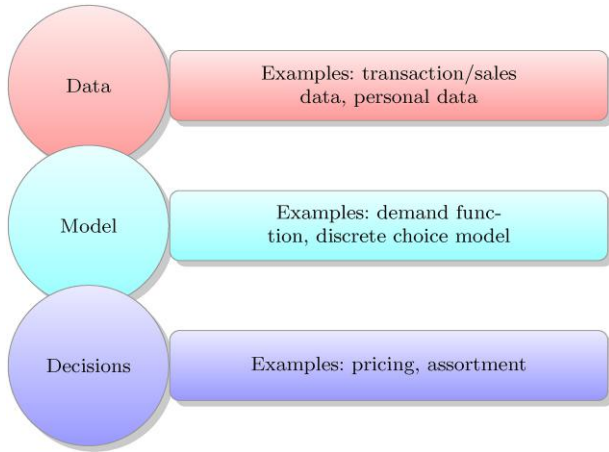 Data
Examples: transaction/sales
data, personal data
Model
Examples: demand func-
tion, discrete choice model
Decisions
Examples: pricing, assortment